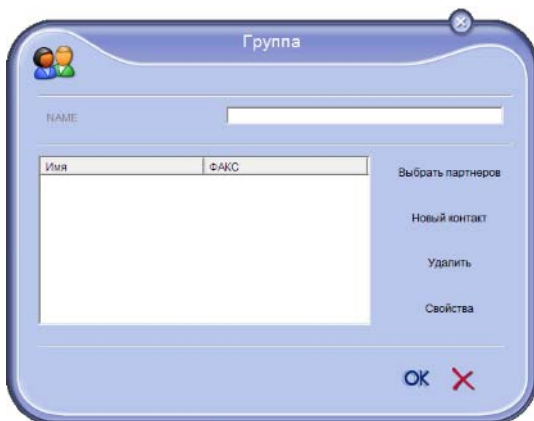 Группа
NAME
Имя ФАКС
Выбрать партнеров
Новый контакт
Удалить
Свойства
OK